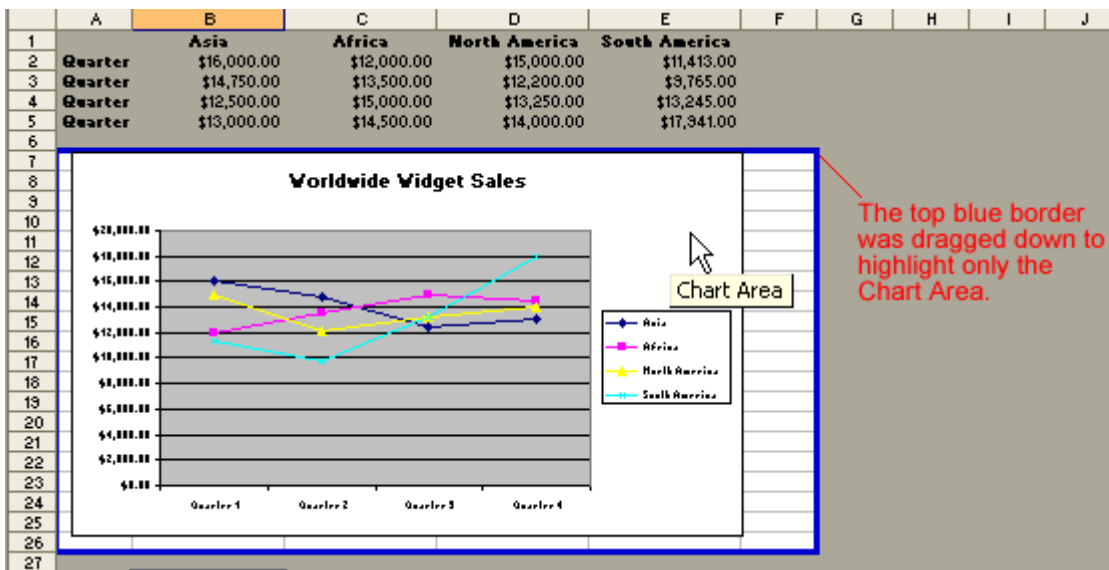 A B C D E F G H I J
1 Asia Africa North America South America
2 Quarter $16,000.00 $12,000.00 $15,000.00 $11,413.00
3 Quarter $14,750.00 $13,500.00 $12,200.00 $9,765.00
4 Quarter $12,500.00 $15,000.00 $13,250.00 $13,245.00
5 Quarter $13,000.00 $14,500.00 $14,000.00 $17,941.00
6
7
8
9
10
11
12
13
14
15
16
17
18
19
20
21
22
23
24
25
26
27
Worldwide Widget Sales
$20,000.00
$18,000.00
$16,000.00
$14,000.00
$12,000.00
$10,000.00
$8,000.00
$6,000.00
$4,000.00
$2,000.00
$0.00
Quarter 1 Quarter 2 Quarter 3 Quarter 4
Chart Area
Asia
Africa
North America
South America
The top blue border
was dragged down to
highlight only the
Chart Area.